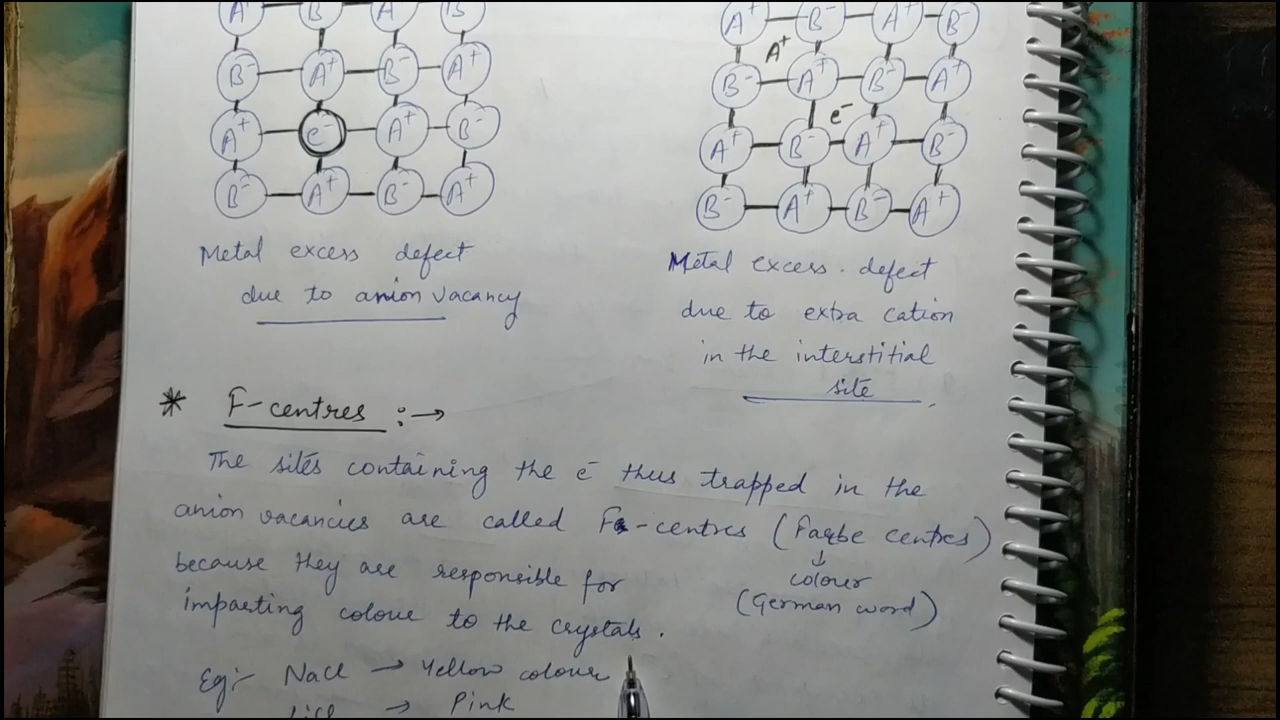 A⁺ B⁻ A⁺ B⁻
B⁻ A⁺ B⁻ A⁺
A⁺ e⁻ A⁺ B⁻
B⁻ A⁺ B⁻ A⁺
Metal excess defect
due to anion vacancy
A⁺ B⁻ A⁺ B⁻
A⁺
B⁻ A⁺ B⁻ A⁺
e⁻
A⁺ B⁻ A⁺ B⁻
B⁻ A⁺ B⁻ A⁺
Metal excess . defect
due to extra cation
in the interstitial
site
* F-centres :→
The sites containing the e⁻ thus trapped in the
anion vacancies are called F-centres (Farbe centres)
↓
because they are responsible for colour
imparting colour to the crystals . (German word)
Eg:- NaCl → Yellow colour
LiCl → Pink